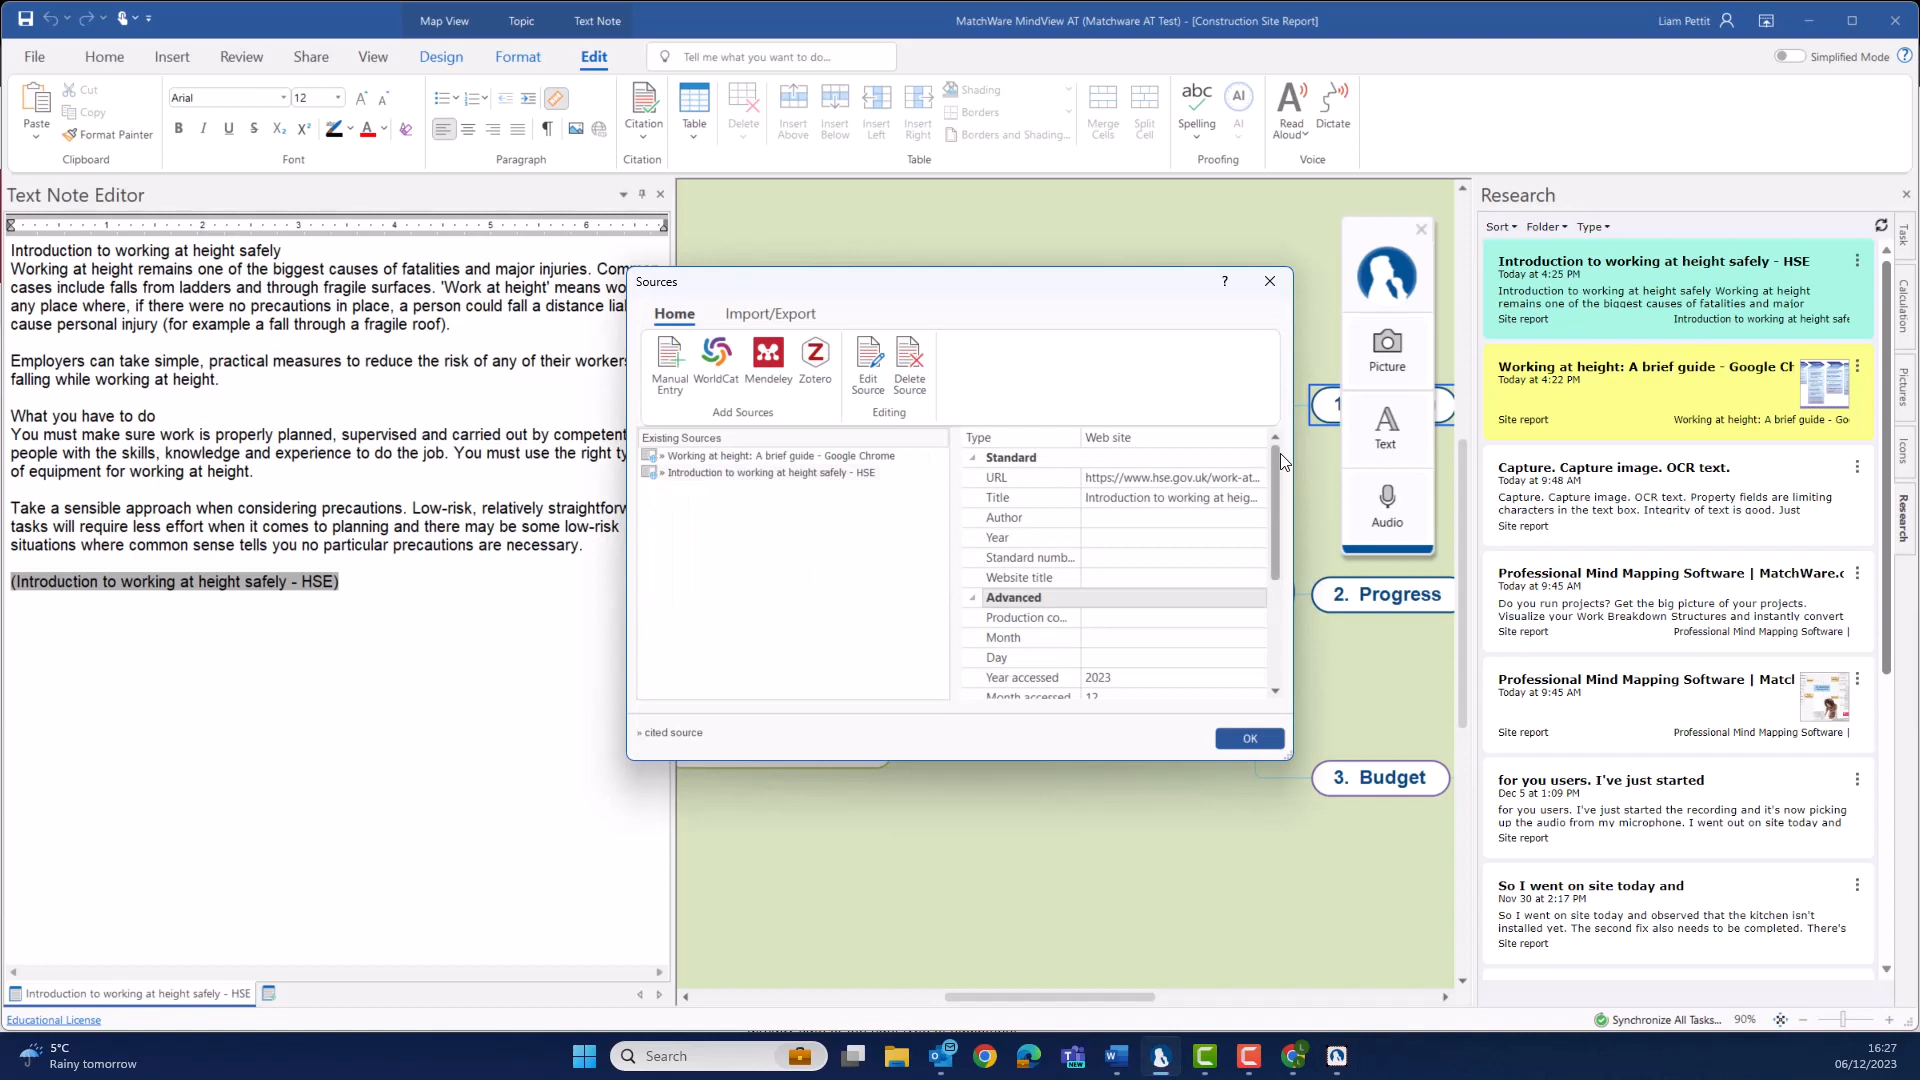 Map View
Topic
Text Note
MatchWare MindView AT (Matchware AT Test) - [Construction Site Report]
Liam Pettit
File
Home
Insert
Review
Share
View
Design
Format
Edit
Tell me what you want to do...
Simplified Mode
Paste
Cut
Copy
Format Painter
Clipboard
Arial
12
Font
Paragraph
Citation
Citation
Table
Delete
Insert Above
Insert Below
Insert Left
Insert Right
Shading
Borders
Borders and Shading...
Table
Merge Cells
Split Cell
Spelling
AI
Proofing
Read Aloud
Dictate
Voice
Text Note Editor
1 2 3 4 5 6
Introduction to working at height safely
Working at height remains one of the biggest causes of fatalities and major injuries. Com
cases include falls from ladders and through fragile surfaces. 'Work at height' means wo
any place where, if there were no precautions in place, a person could fall a distance lia
cause personal injury (for example a fall through a fragile roof).
Employers can take simple, practical measures to reduce the risk of any of their workers
falling while working at height.
What you have to do
You must make sure work is properly planned, supervised and carried out by competent
people with the skills, knowledge and experience to do the job. You must use the right ty
of equipment for working at height.
Take a sensible approach when considering precautions. Low-risk, relatively straightforw
tasks will require less effort when it comes to planning and there may be some low-risk
situations where common sense tells you no particular precautions are necessary.
(Introduction to working at height safely - HSE)
Introduction to working at height safely - HSE
Educational License
Sources
?
Home
Import/Export
Manual Entry
WorldCat
Mendeley
Zotero
Add Sources
Edit Source
Delete Source
Editing
Existing Sources
» Working at height: A brief guide - Google Chrome
» Introduction to working at height safely - HSE
Type Web site
Standard
URL https://www.hse.gov.uk/work-at...
Title Introduction to working at heig...
Author
Year
Standard numb...
Website title
Advanced
Production co...
Month
Day
Year accessed 2023
Month accessed 12
» cited source
OK
Picture
Text
Audio
1
2. Progress
3. Budget
Research
Sort
Folder
Type
Introduction to working at height safely - HSE
Today at 4:25 PM
Introduction to working at height safely Working at height
remains one of the biggest causes of fatalities and major
Site report Introduction to working at height safe
Working at height: A brief guide - Google Ch
Today at 4:22 PM
Site report Working at height: A brief guide - Go
Capture. Capture image. OCR text.
Today at 9:48 AM
Capture. Capture image. OCR text. Property fields are limiting
characters in the text box. Integrity of text is good. Just
Site report
Professional Mind Mapping Software | MatchWare.c
Today at 9:45 AM
Do you run projects? Get the big picture of your projects.
Visualize your Work Breakdown Structures and instantly convert
Site report Professional Mind Mapping Software |
Professional Mind Mapping Software | Matcl
Today at 9:45 AM
Site report Professional Mind Mapping Software |
for you users. I've just started
Dec 5 at 1:09 PM
for you users. I've just started the recording and it's now picking
up the audio from my microphone. I went out on site today and
Site report
So I went on site today and
Nov 30 at 2:17 PM
So I went on site today and observed that the kitchen isn't
installed yet. The second fix also needs to be completed. There's
Site report
Task
Calculation
Pictures
Icons
Research
Synchronize All Tasks...
90%
5°C
Rainy tomorrow
Search
16:27
06/12/2023